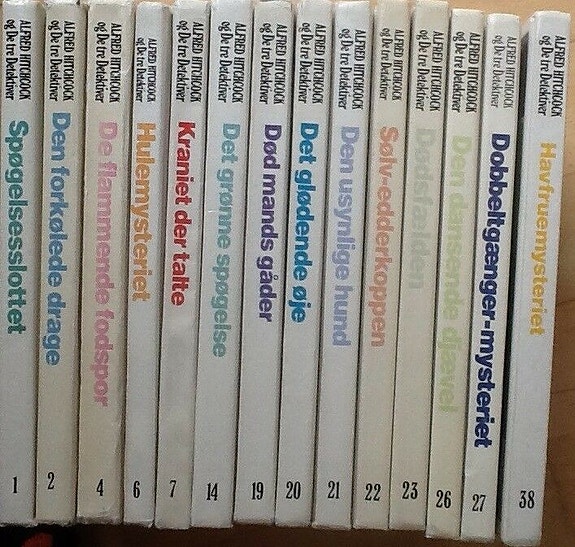 ALFRED HITCHCOCK
og De tre Detektiver
Spøgelsesslottet
1
ALFRED HITCHCOCK
og De tre Detektiver
Den forkølede drage
2
ALFRED HITCHCOCK
og De tre Detektiver
De flammende fodspor
4
ALFRED HITCHCOCK
og De tre Detektiver
Hulemysteriet
6
ALFRED HITCHCOCK
og De tre Detektiver
Kraniet der talte
7
ALFRED HITCHCOCK
og De tre Detektiver
Det grønne spøgelse
14
ALFRED HITCHCOCK
og De tre Detektiver
Død mands gåder
19
ALFRED HITCHCOCK
og De tre Detektiver
Det glødende øje
20
ALFRED HITCHCOCK
og De tre Detektiver
Den usynlige hund
21
ALFRED HITCHCOCK
og De tre Detektiver
Sølv-edderkoppen
22
ALFRED HITCHCOCK
og De tre Detektiver
Dødsfælden
23
ALFRED HITCHCOCK
og De tre Detektiver
Den dansende djævel
26
ALFRED HITCHCOCK
og De tre Detektiver
Dobbeltgænger-mysteriet
27
ALFRED HITCHCOCK
og De tre Detektiver
Havfruemysteriet
38